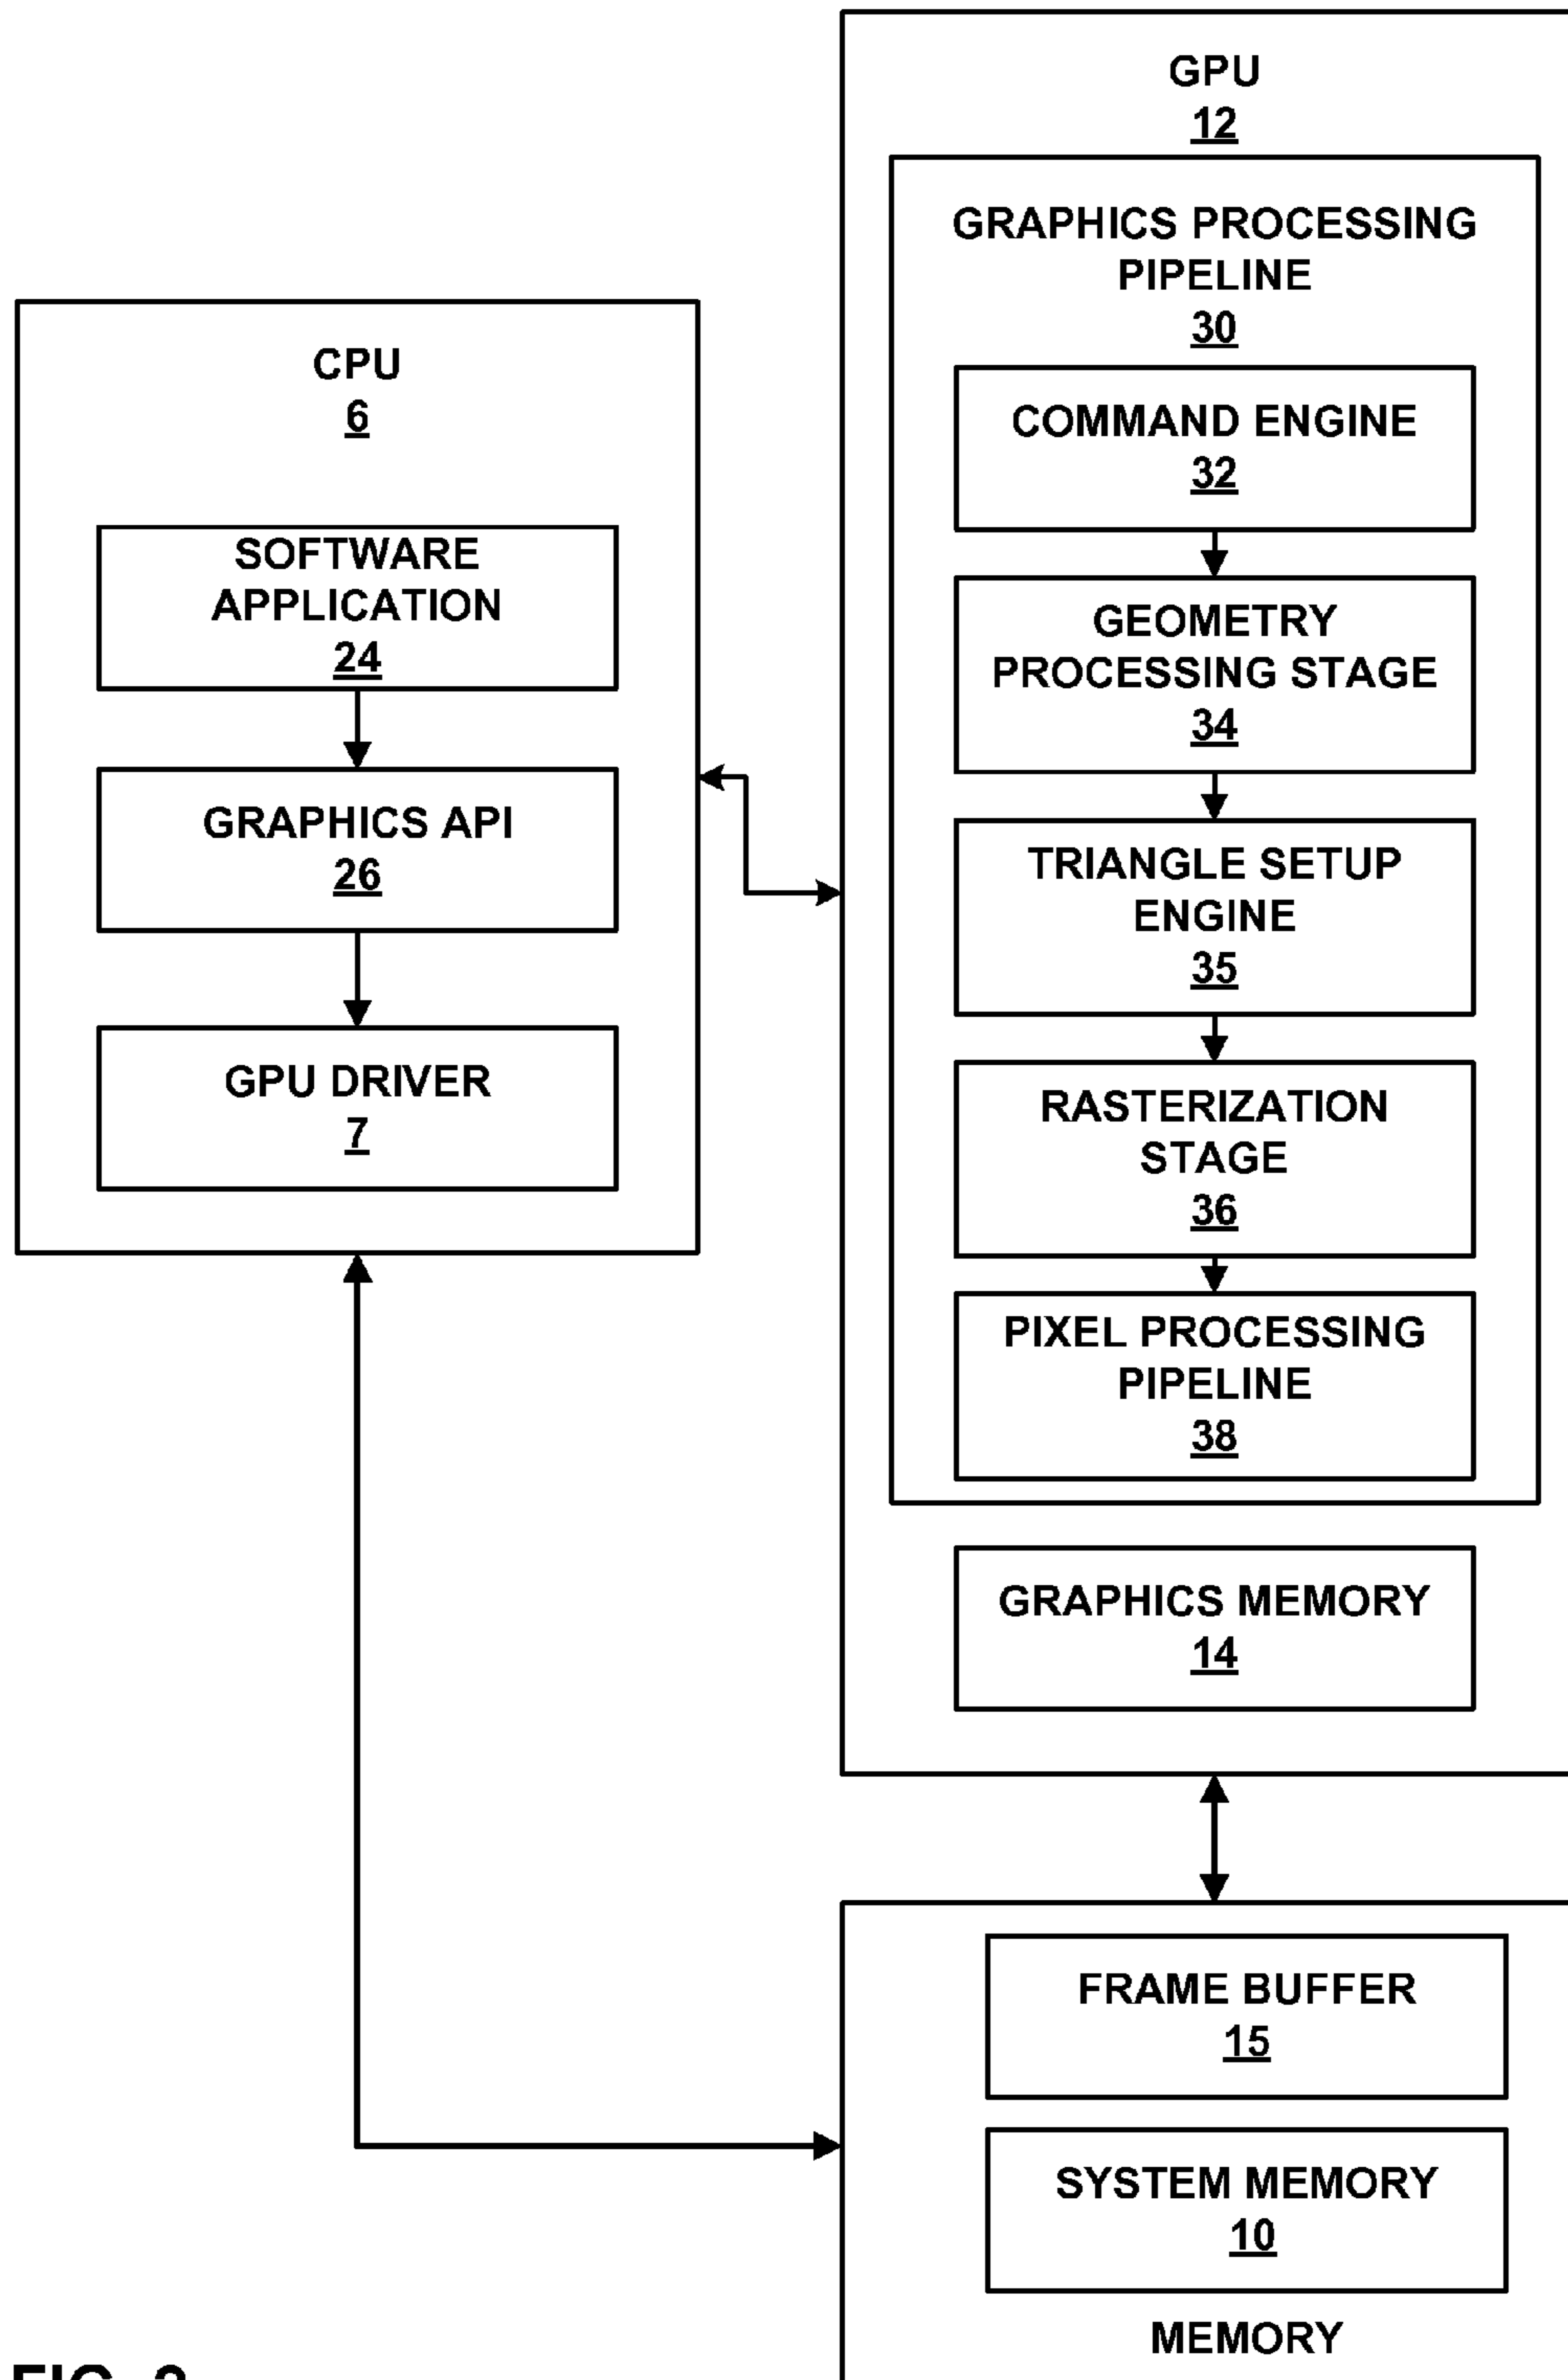 GPU
12
GRAPHICS PROCESSING
PIPELINE
30
COMMAND ENGINE
32
GEOMETRY
PROCESSING STAGE
34
TRIANGLE SETUP
ENGINE
35
RASTERIZATION
STAGE
36
PIXEL PROCESSING
PIPELINE
38
GRAPHICS MEMORY
14
CPU
6
SOFTWARE
APPLICATION
24
GRAPHICS API
26
GPU DRIVER
7
FRAME BUFFER
15
SYSTEM MEMORY
10
MEMORY